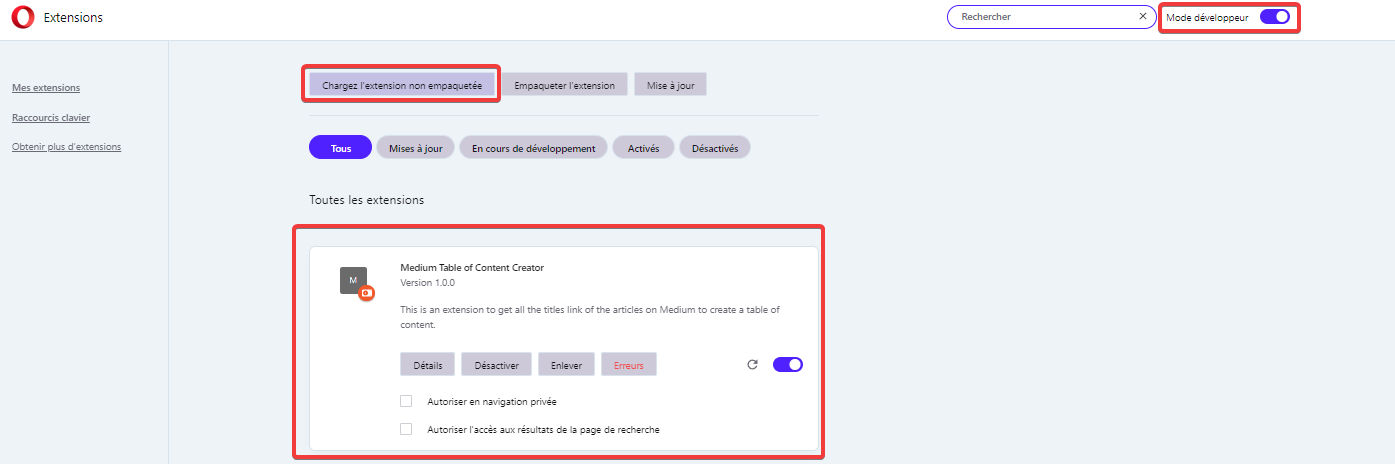 Extensions
Rechercher
Mode développeur
Mes extensions
Raccourcis clavier
Obtenir plus d'extensions
Chargez l'extension non empaquetée
Empaqueter l'extension
Mise à jour
Tous
Mises à jour
En cours de développement
Activés
Désactivés
Toutes les extensions
M
Medium Table of Content Creator
Version 1.0.0
This is an extension to get all the titles link of the articles on Medium to create a table of
content.
Détails
Désactiver
Enlever
Erreurs
Autoriser en navigation privée
Autoriser l'accès aux résultats de la page de recherche